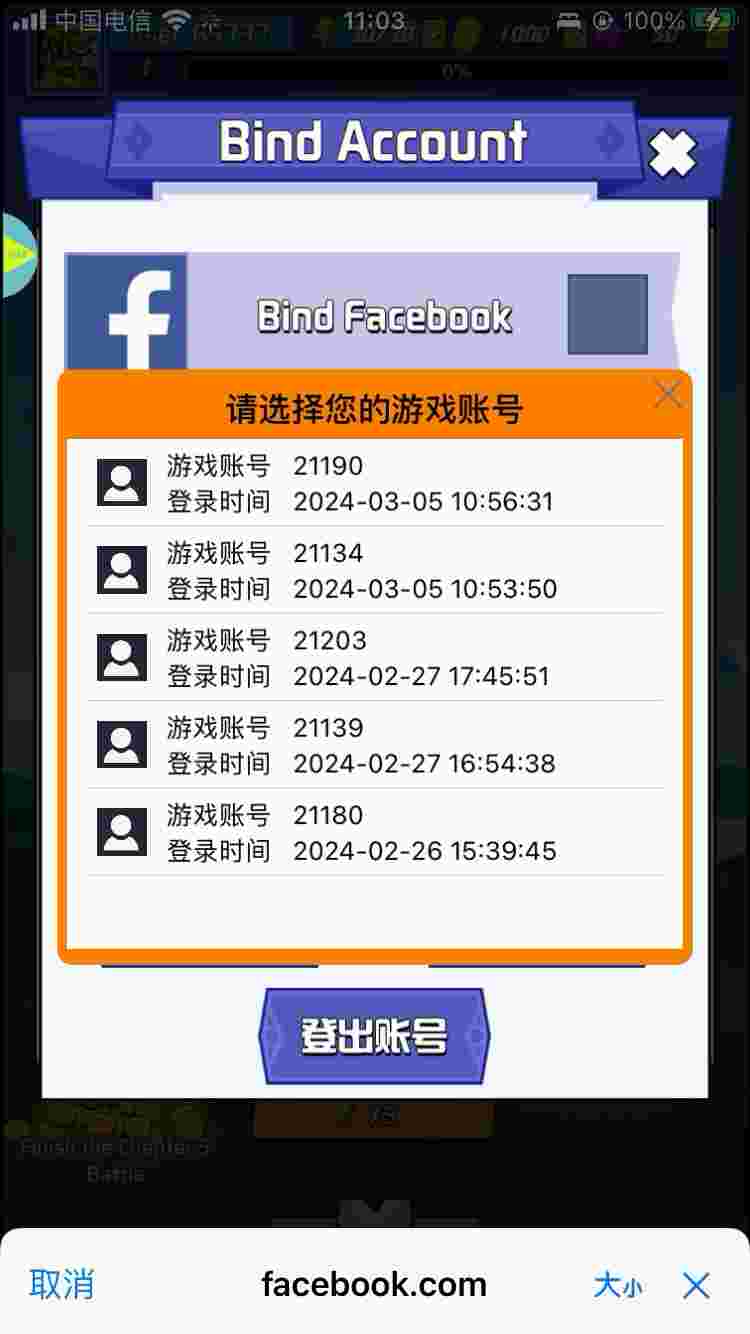 中国电信 11:03 100%
0%
Bind Account
Bind Facebook
请选择您的游戏账号
游戏账号 21190
登录时间 2024-03-05 10:56:31
游戏账号 21134
登录时间 2024-03-05 10:53:50
游戏账号 21203
登录时间 2024-02-27 17:45:51
游戏账号 21139
登录时间 2024-02-27 16:54:38
游戏账号 21180
登录时间 2024-02-26 15:39:45
登出账号
Battle
取消 facebook.com 大小